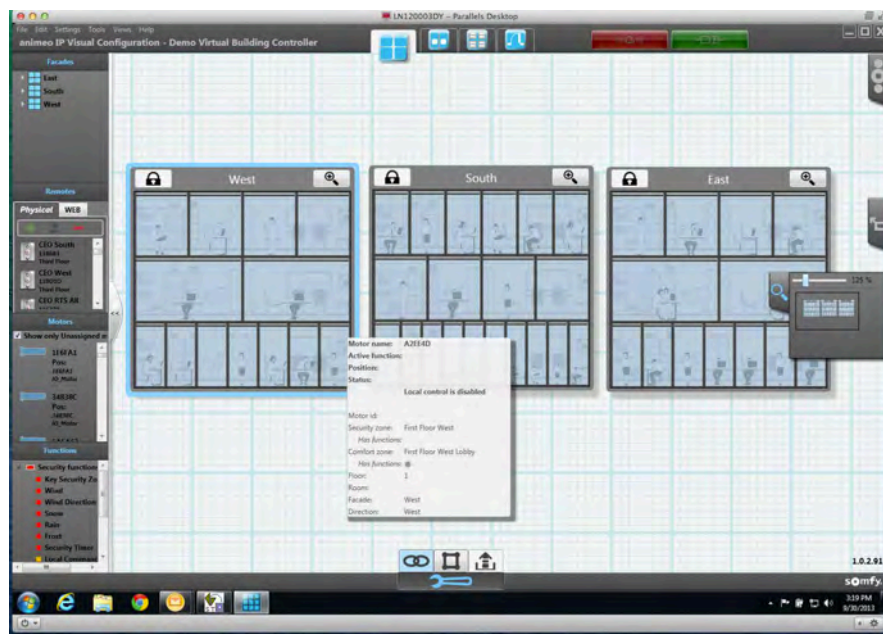 LN120003DY - Parallels Desktop
File Edit Settings Tools Views Help
animeo IP Visual Configuration - Demo Virtual Building Controller
Facades
East
South
West
Remotes
Physical WEB
CEO South
Third Floor
CEO West
Third Floor
CEO RTS AR
Motors
Show only Unassigned m
1E6FA1
Pos:
Functions
Security functions
Key Security Zo
Wind
Wind Direction
Snow
Rain
Frost
Security Timer
Local Command
West
South
East
125 %
Motor name: A2FE4D
Active function:
Position:
Status:
Local control is disabled
Motor id:
Security zone: First Floor West
Has functions:
Comfort zone: First Floor West Lobby
Has functions:
Floor: 1
Room:
Facade: West
Direction: West
1.0.2.91
somfy.
3:19 PM
9/30/2013